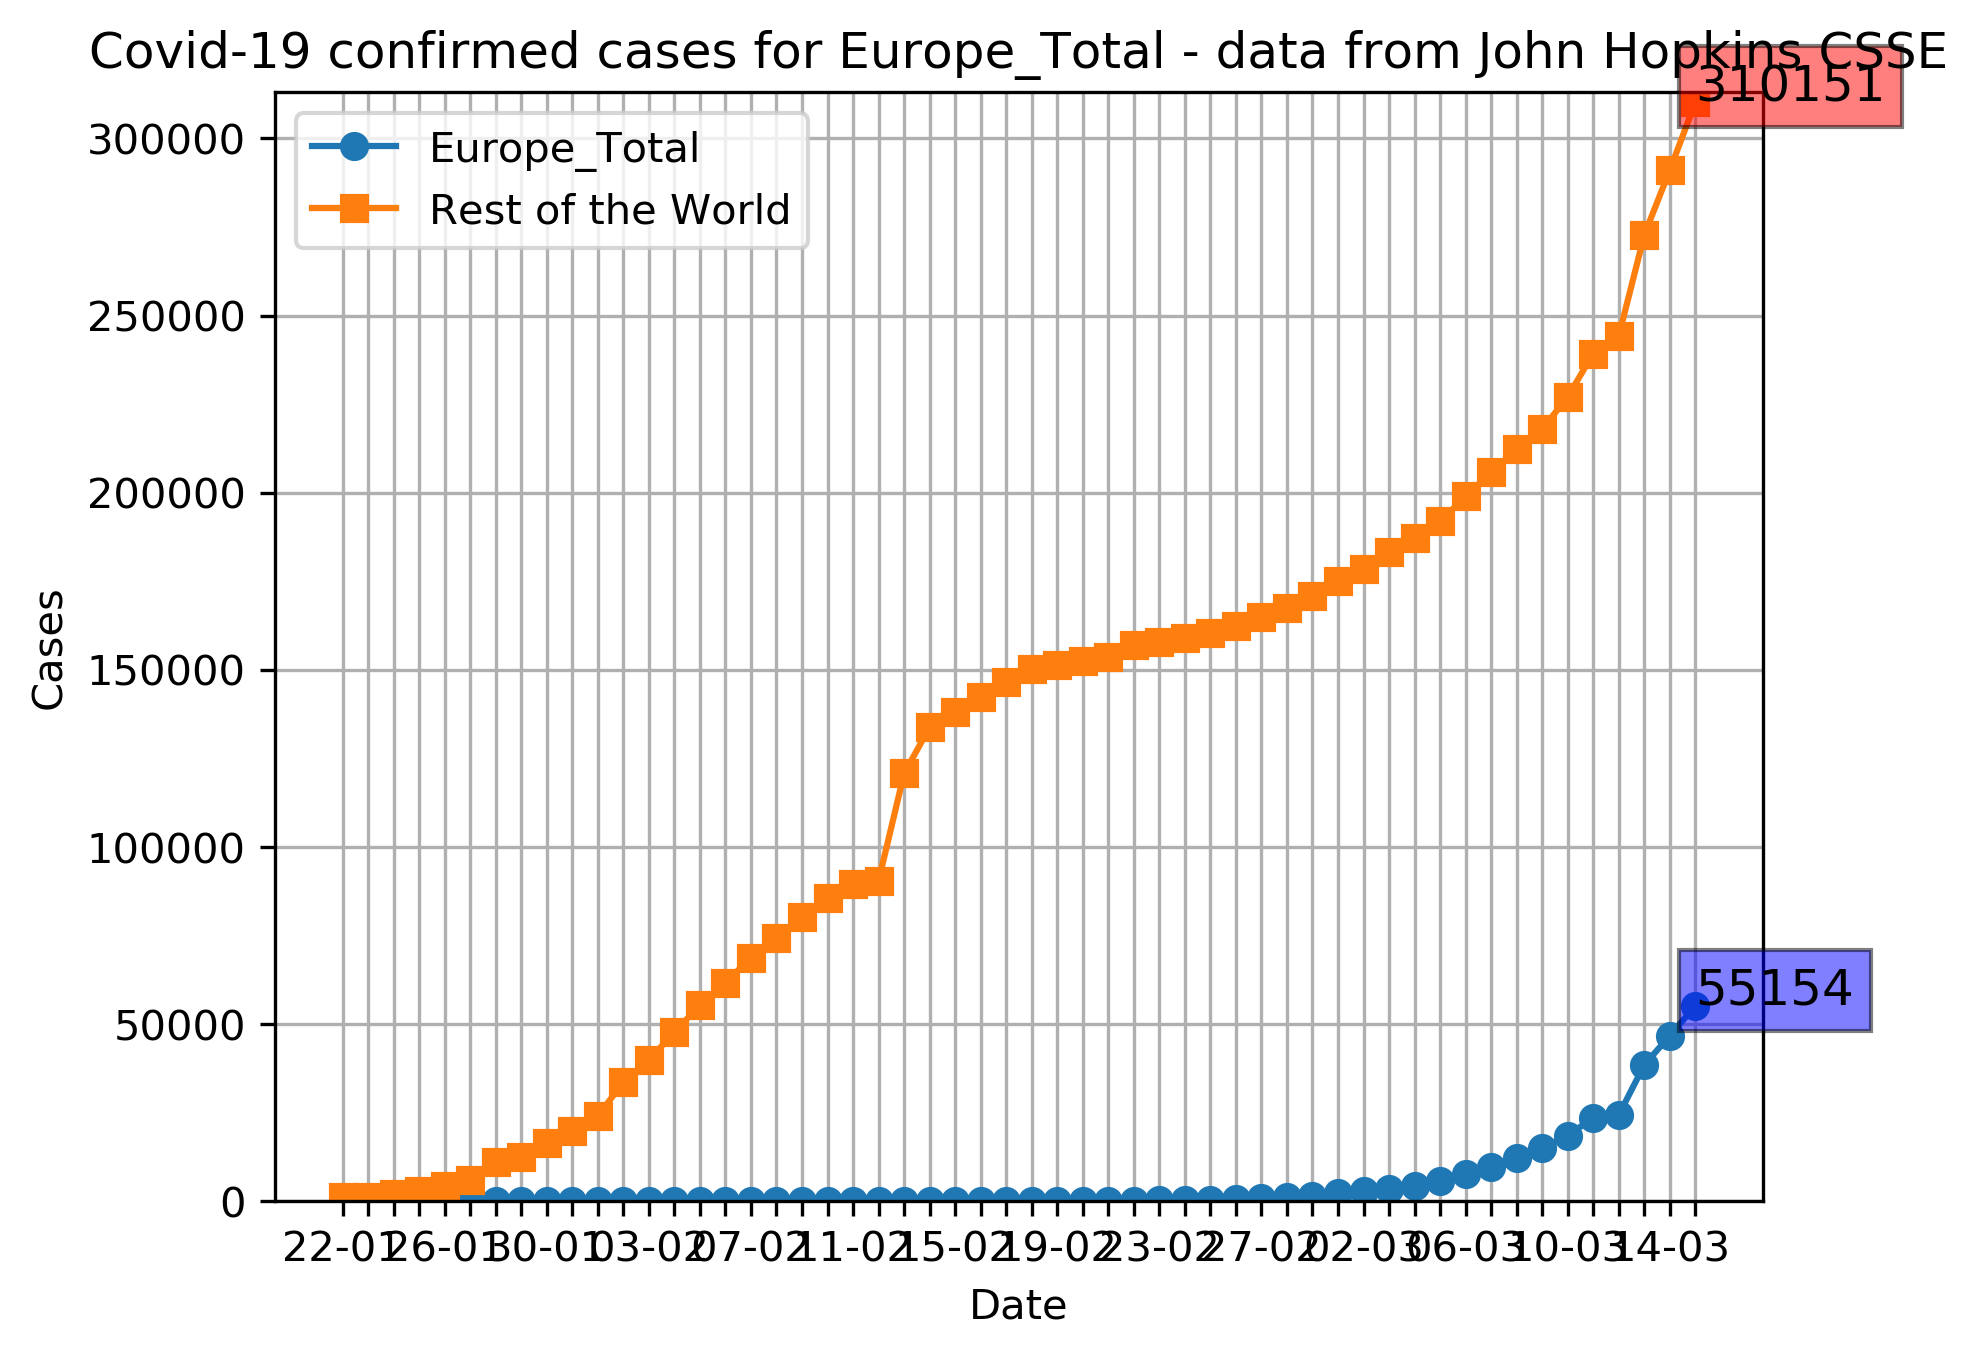 Covid-19 confirmed cases for Europe_Total - data from John Hopkins CSSE
310151
Europe_Total
Rest of the World
300000
250000
200000
150000
100000
50000
0
55154
Cases
22-01 26-01 30-01 03-02 07-02 11-02 15-02 19-02 23-02 27-02 02-03 06-03 10-03 14-03
Date